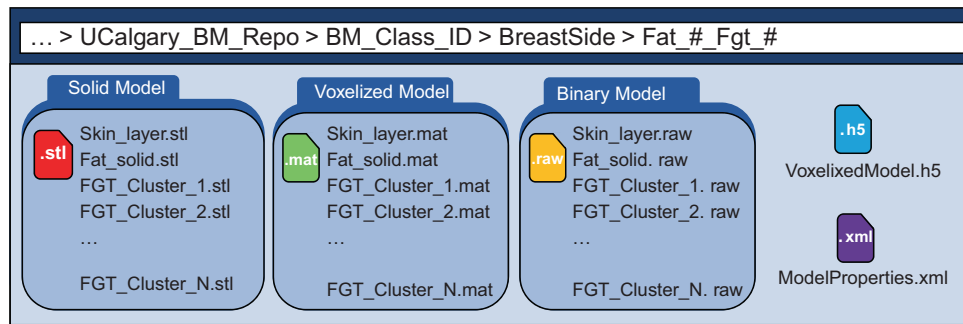 … > UCalgary_BM_Repo > BM_Class_ID > BreastSide > Fat_#_Fgt_#
Solid Model
.stl
Skin_layer.stl
Fat_solid.stl
FGT_Cluster_1.stl
FGT_Cluster_2.stl
…
FGT_Cluster_N.stl
Voxelized Model
.mat
Skin_layer.mat
Fat_solid.mat
FGT_Cluster_1.mat
FGT_Cluster_2.mat
…
FGT_Cluster_N.mat
Binary Model
.raw
Skin_layer.raw
Fat_solid. raw
FGT_Cluster_1. raw
FGT_Cluster_2. raw
…
FGT_Cluster_N. raw
.h5
VoxelixedModel.h5
.xml
ModelProperties.xml